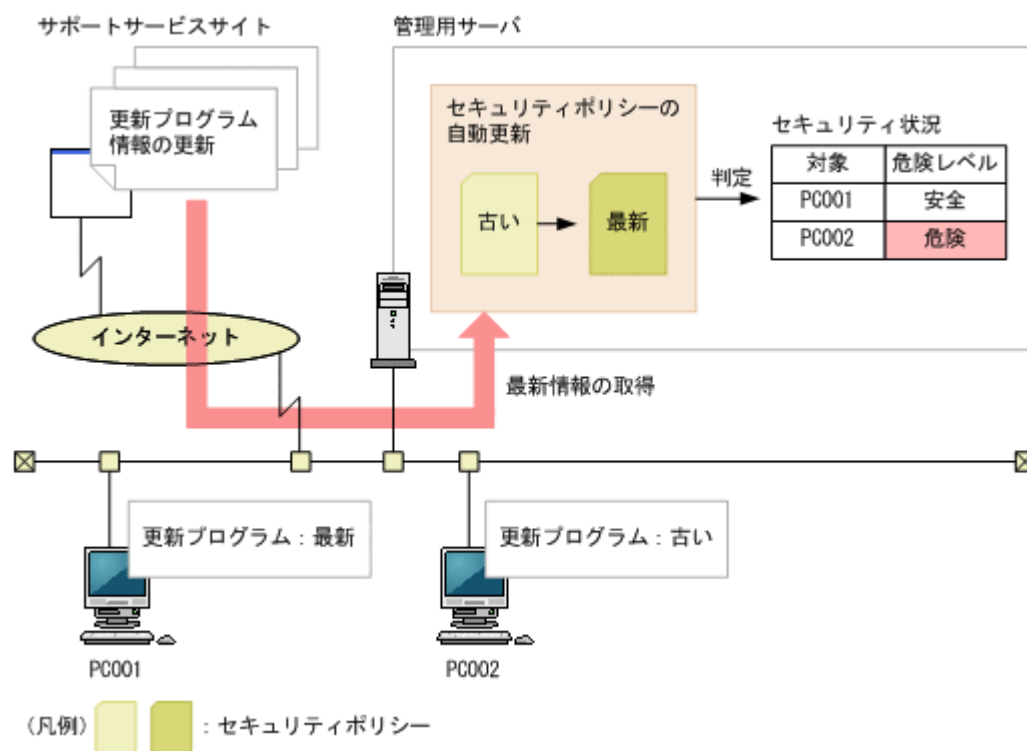 サポートサービスサイト
管理用サーバ
更新プログラム
情報の更新
セキュリティポリシーの
自動更新
古い
最新
判定
セキュリティ状況
対象 危険レベル
PC001 安全
PC002 危険
インターネット
最新情報の取得
更新プログラム：最新
更新プログラム：古い
PC001
PC002
（凡例）：セキュリティポリシー